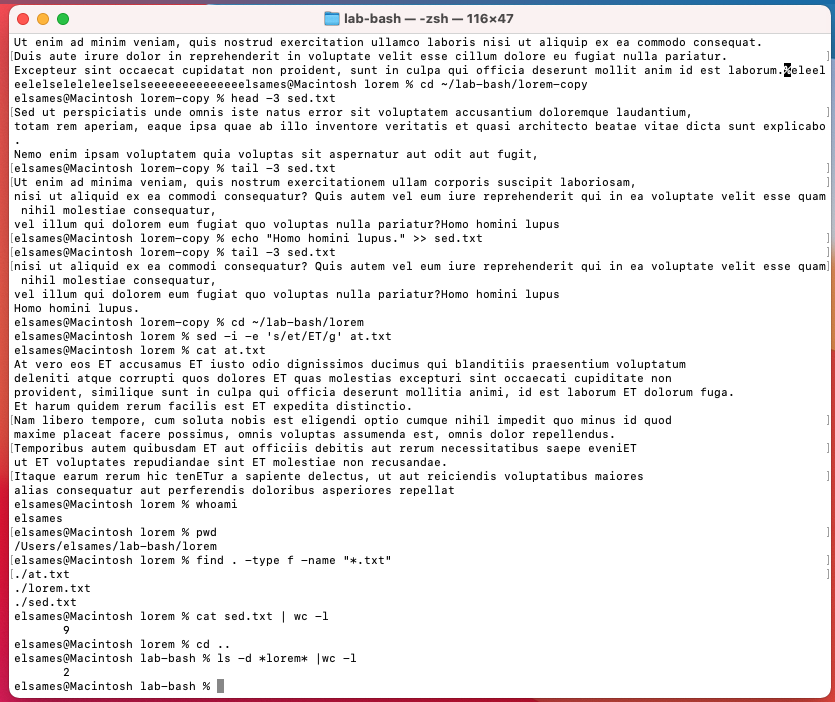 lab-bash — -zsh — 116×47
Ut enim ad minim veniam, quis nostrud exercitation ullamco laboris nisi ut aliquip ex ea commodo consequat.
[Duis aute irure dolor in reprehenderit in voluptate velit esse cillum dolore eu fugiat nulla pariatur. ]
Excepteur sint occaecat cupidatat non proident, sunt in culpa qui officia deserunt mollit anim id est laborum.%eleel
eelelseleleleelselseeeeeeeeeeeeeelsames@Macintosh lorem % cd ~/lab-bash/lorem-copy
elsames@Macintosh lorem-copy % head -3 sed.txt
[Sed ut perspiciatis unde omnis iste natus error sit voluptatem accusantium doloremque laudantium, ]
totam rem aperiam, eaque ipsa quae ab illo inventore veritatis et quasi architecto beatae vitae dicta sunt explicabo
.
Nemo enim ipsam voluptatem quia voluptas sit aspernatur aut odit aut fugit,
[elsames@Macintosh lorem-copy % tail -3 sed.txt ]
[Ut enim ad minima veniam, quis nostrum exercitationem ullam corporis suscipit laboriosam, ]
nisi ut aliquid ex ea commodi consequatur? Quis autem vel eum iure reprehenderit qui in ea voluptate velit esse quam
nihil molestiae consequatur,
vel illum qui dolorem eum fugiat quo voluptas nulla pariatur?Homo homini lupus
[elsames@Macintosh lorem-copy % echo "Homo homini lupus." >> sed.txt ]
elsames@Macintosh lorem-copy % tail -3 sed.txt
[nisi ut aliquid ex ea commodi consequatur? Quis autem vel eum iure reprehenderit qui in ea voluptate velit esse quam]
nihil molestiae consequatur,
vel illum qui dolorem eum fugiat quo voluptas nulla pariatur?Homo homini lupus
Homo homini lupus.
elsames@Macintosh lorem-copy % cd ~/lab-bash/lorem
elsames@Macintosh lorem % sed -i -e 's/et/ET/g' at.txt
elsames@Macintosh lorem % cat at.txt
At vero eos ET accusamus ET iusto odio dignissimos ducimus qui blanditiis praesentium voluptatum
deleniti atque corrupti quos dolores ET quas molestias excepturi sint occaecati cupiditate non
provident, similique sunt in culpa qui officia deserunt mollitia animi, id est laborum ET dolorum fuga.
Et harum quidem rerum facilis est ET expedita distinctio.
[Nam libero tempore, cum soluta nobis est eligendi optio cumque nihil impedit quo minus id quod ]
maxime placeat facere possimus, omnis voluptas assumenda est, omnis dolor repellendus.
[Temporibus autem quibusdam ET aut officiis debitis aut rerum necessitatibus saepe eveniET ]
ut ET voluptates repudiandae sint ET molestiae non recusandae.
[Itaque earum rerum hic tenETur a sapiente delectus, ut aut reiciendis voluptatibus maiores ]
alias consequatur aut perferendis doloribus asperiores repellat
elsames@Macintosh lorem % whoami
elsames
[elsames@Macintosh lorem % pwd ]
/Users/elsames/lab-bash/lorem
[elsames@Macintosh lorem % find . -type f -name "*.txt" ]
[./at.txt ]
./lorem.txt
./sed.txt
elsames@Macintosh lorem % cat sed.txt | wc -l
9
elsames@Macintosh lorem % cd ..
elsames@Macintosh lab-bash % ls -d *lorem* |wc -l
2
elsames@Macintosh lab-bash %